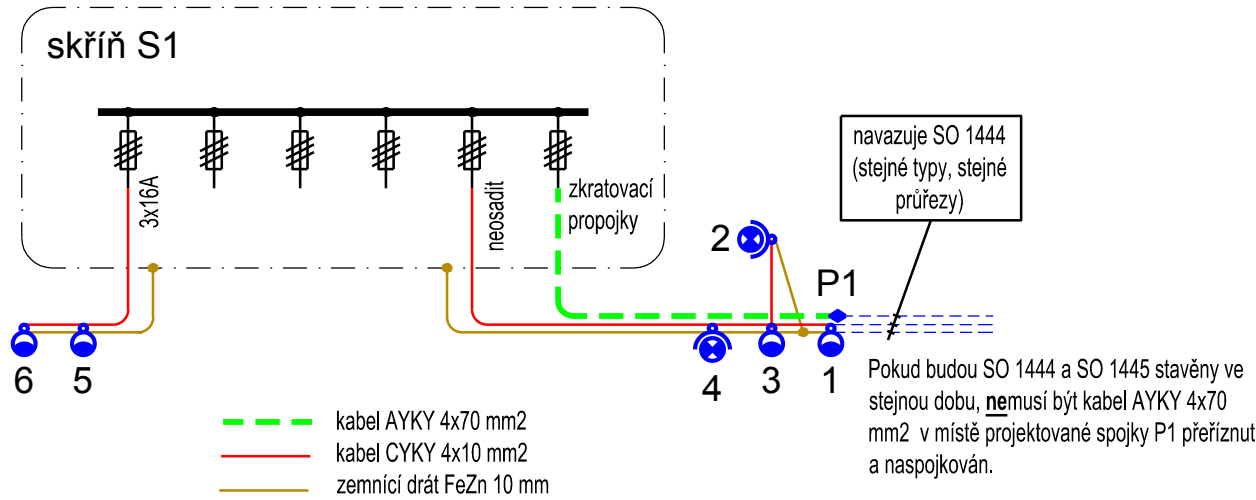 skříň S1
3x16A
neosadit
zkratovací
propojky
navazuje SO 1444
(stejné typy, stejné
průřezy)
2
P1
6
5
4
3
1
Pokud budou SO 1444 a SO 1445 stavěny ve
stejnou dobu, nemusí být kabel AYKY 4x70
mm2 v místě projektované spojky P1 přeříznut
a naspojkován.
kabel AYKY 4x70 mm2
kabel CYKY 4x10 mm2
zemnící drát FeZn 10 mm